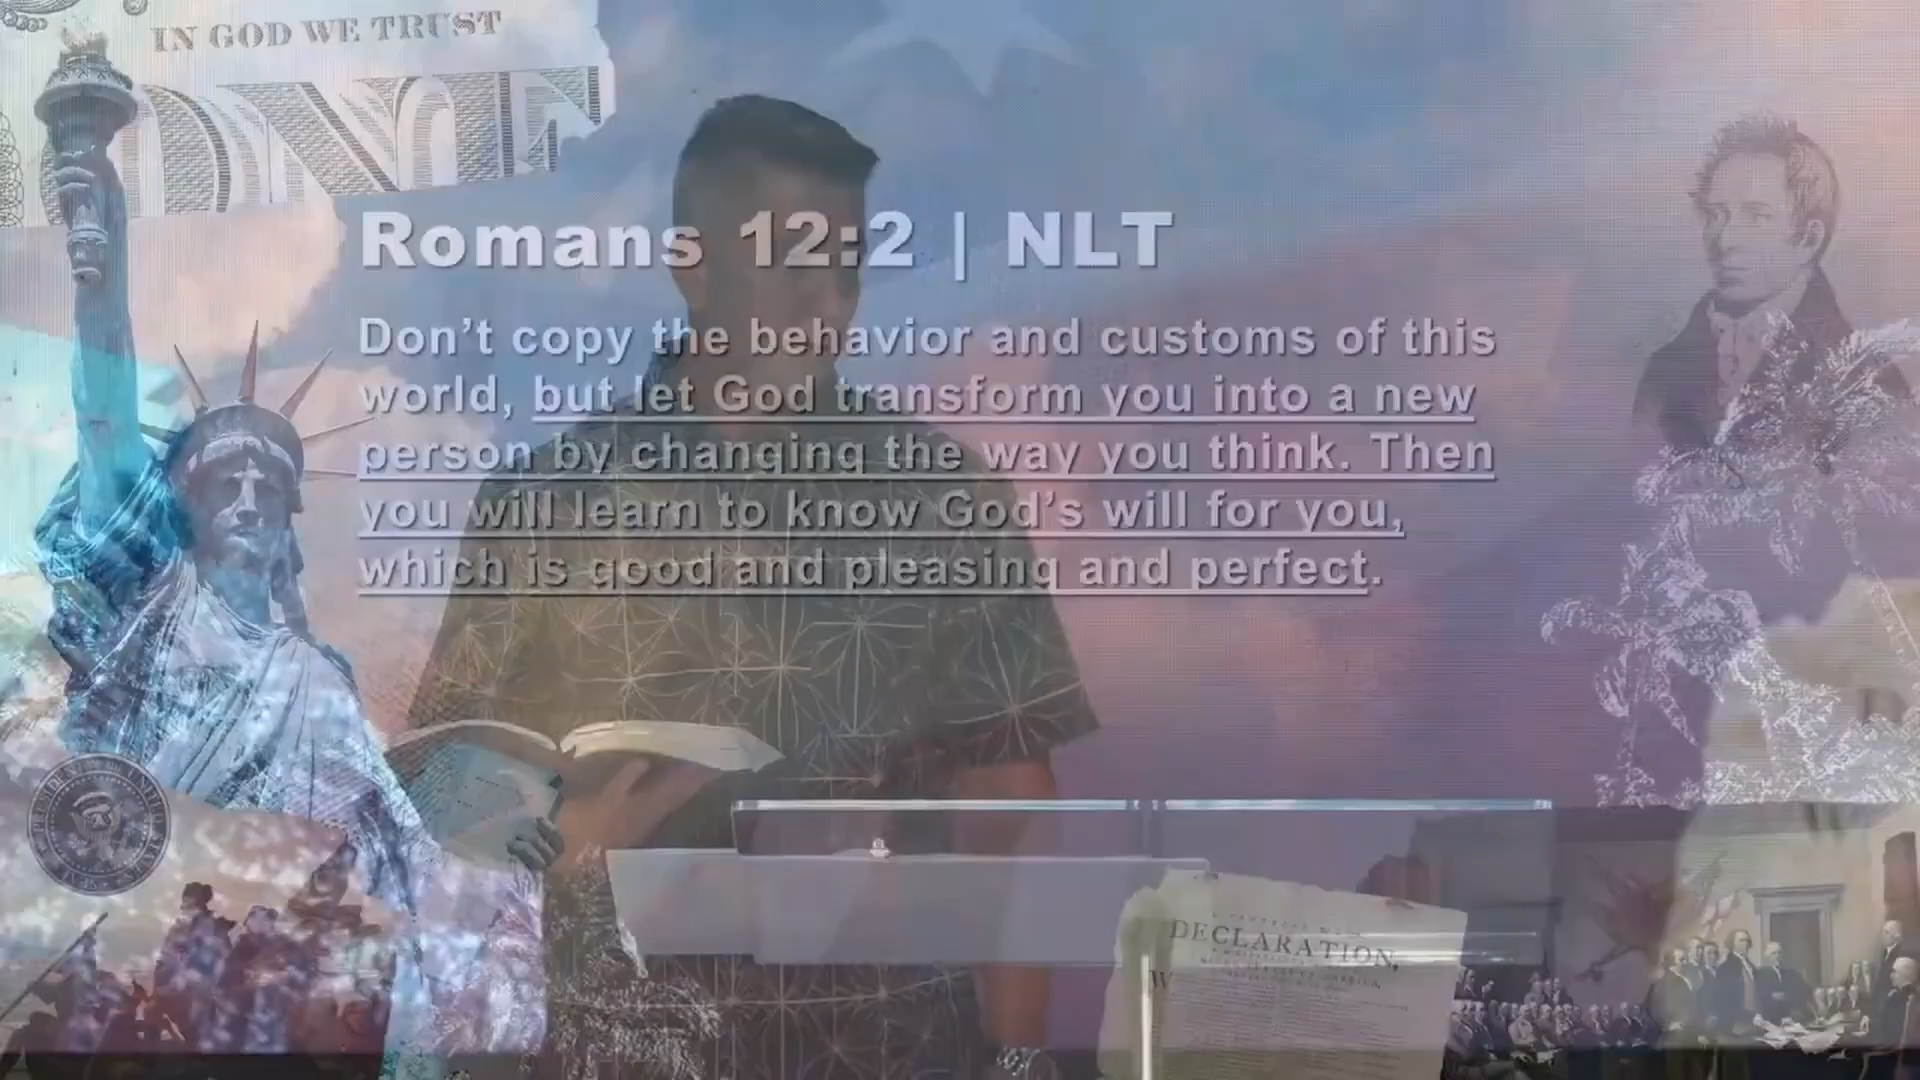 IN GOD WE TRUST
ONE
Romans 12:2 | NLT
Don’t copy the behavior and customs of this
world, but let God transform you into a new
person by changing the way you think. Then
you will learn to know God’s will for you,
which is good and pleasing and perfect.
DECLARATION,